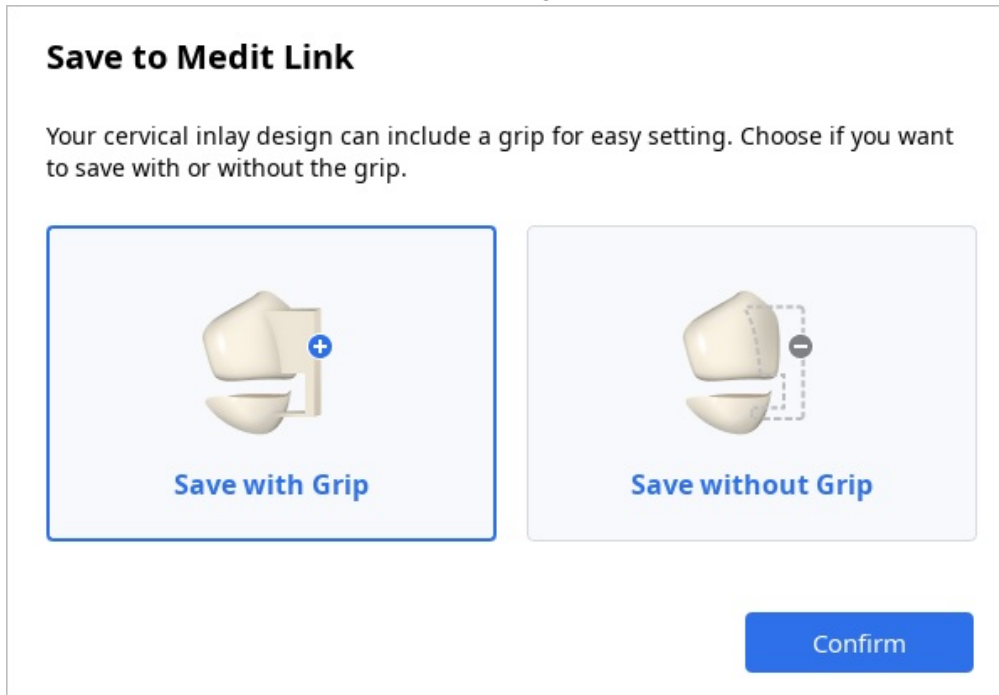 Save to Medit Link
Your cervical inlay design can include a grip for easy setting. Choose if you want
to save with or without the grip.
Save with Grip
Save without Grip
Confirm